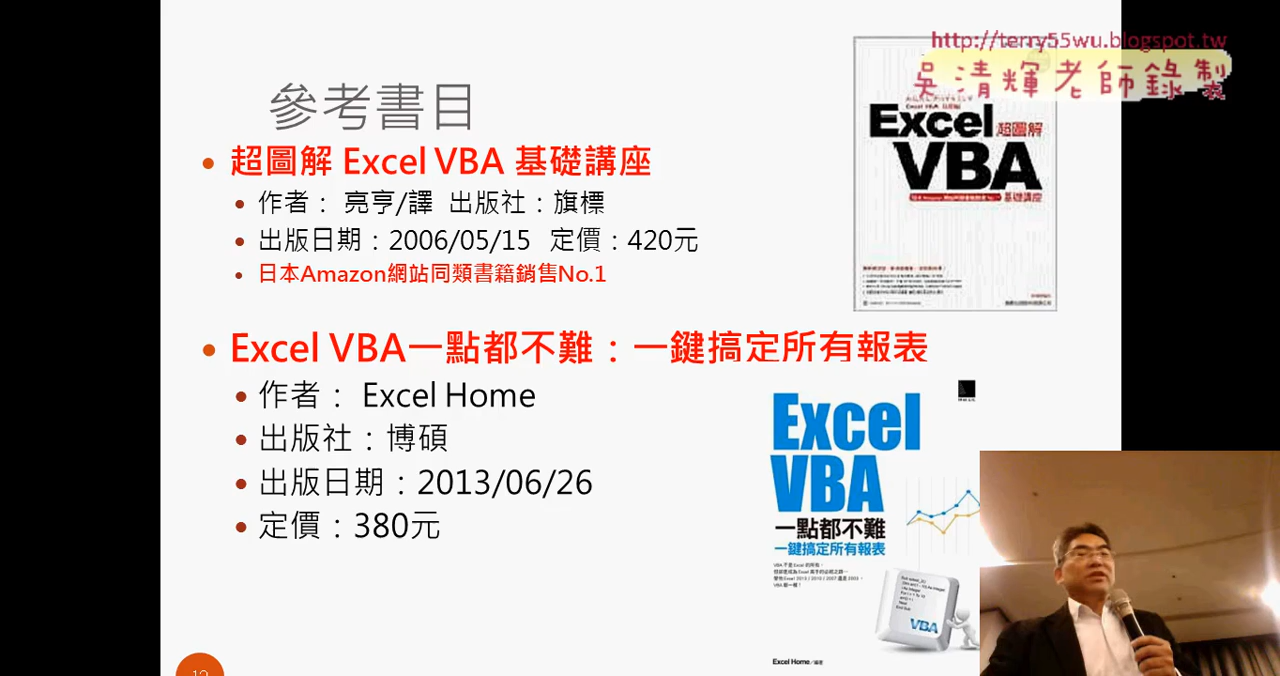 http://terry55wu.blogspot.tw
吳清輝老師錄製
參考書目
超圖解 Excel VBA 基礎講座
作者： 亮亨/譯 出版社：旗標
出版日期：2006/05/15 定價：420元
日本Amazon網站同類書籍銷售No.1
Excel 超圖解
VBA
基礎講座
Excel VBA一點都不難：一鍵搞定所有報表
作者： Excel Home
出版社：博碩
出版日期：2013/06/26
定價：380元
Excel
VBA
一點都不難
一鍵搞定所有報表
VBA
Excel Home／編著
12